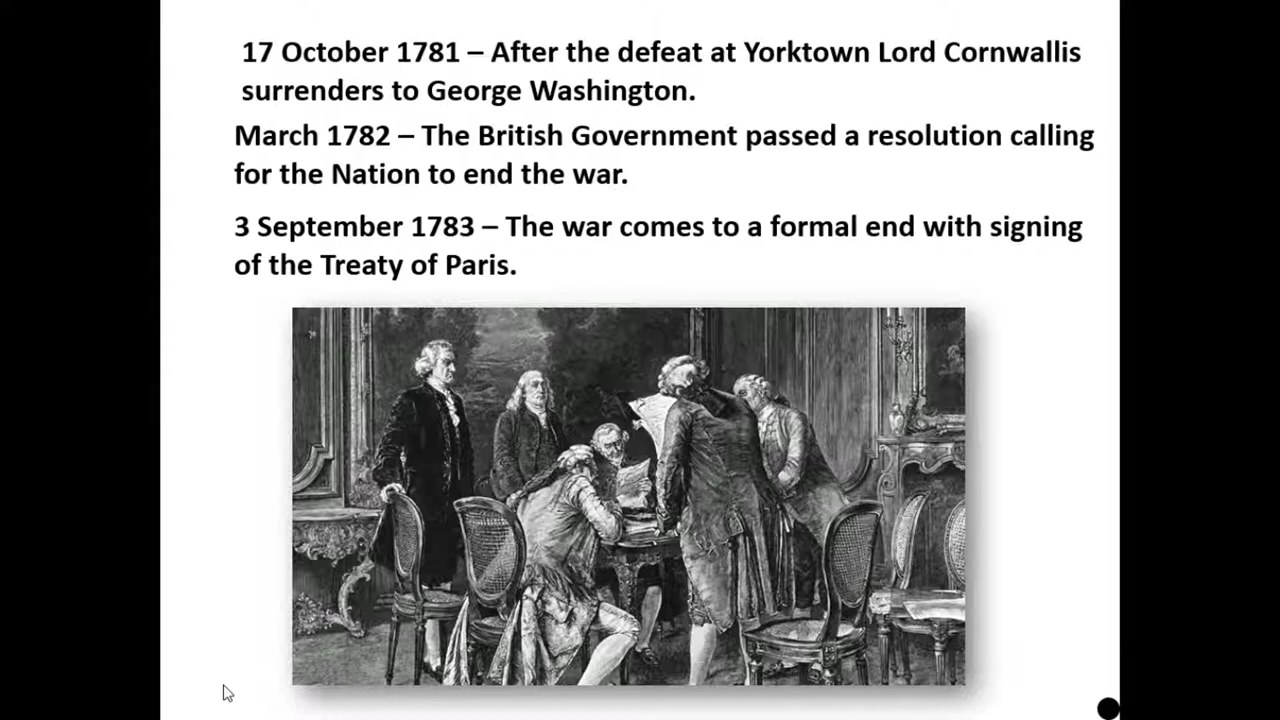 17 October 1781 – After the defeat at Yorktown Lord Cornwallis
surrenders to George Washington.
March 1782 – The British Government passed a resolution calling
for the Nation to end the war.
3 September 1783 – The war comes to a formal end with signing
of the Treaty of Paris.